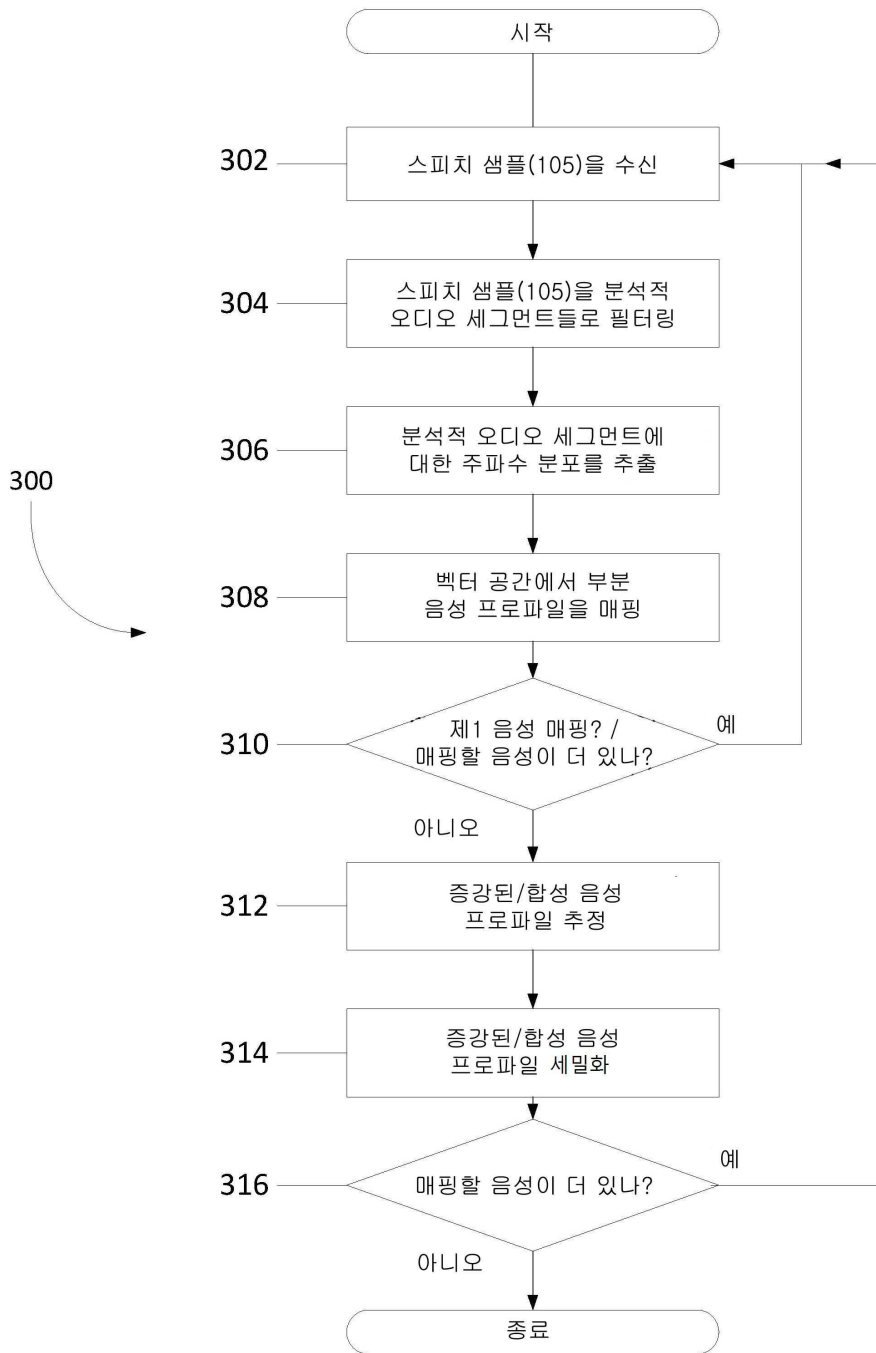 시작
302
스피치 샘플(105)을 수신
304
스피치 샘플(105)을 분석적
오디오 세그먼트들로 필터링
306
분석적 오디오 세그먼트에
대한 주파수 분포를 추출
300
308
벡터 공간에서 부분
음성 프로파일을 매핑
310
제1 음성 매핑? /
매핑할 음성이 더 있나?
예
아니오
312
증강된/합성 음성
프로파일 추정
314
증강된/합성 음성
프로파일 세밀화
316
매핑할 음성이 더 있나?
예
아니오
종료